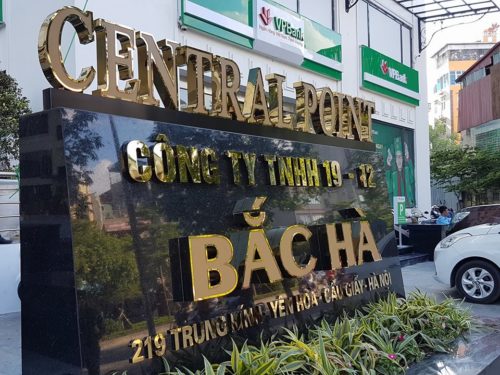 CENTRAL POINT
CÔNG TY TNHH 19 - 12
BẮC HÀ
219 TRUNG KÍNH - YÊN HÒA - CẦU GIẤY - HÀ NỘI
VPBank
VPBank